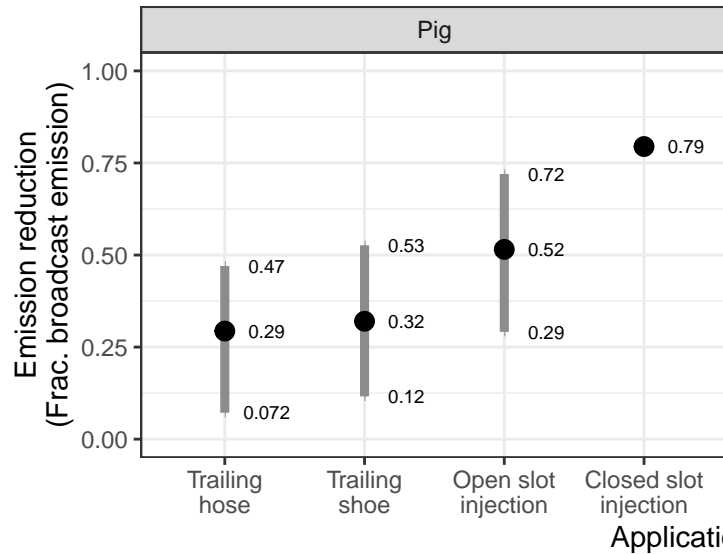 Pig
Emission reduction
(Frac. broadcast emission)
1.00
0.75
0.50
0.25
0.00
0.47
0.29
0.072
0.53
0.32
0.12
0.72
0.52
0.29
0.79
Trailing
hose
Trailing
shoe
Open slot
injection
Closed slot
injection
Applicatio